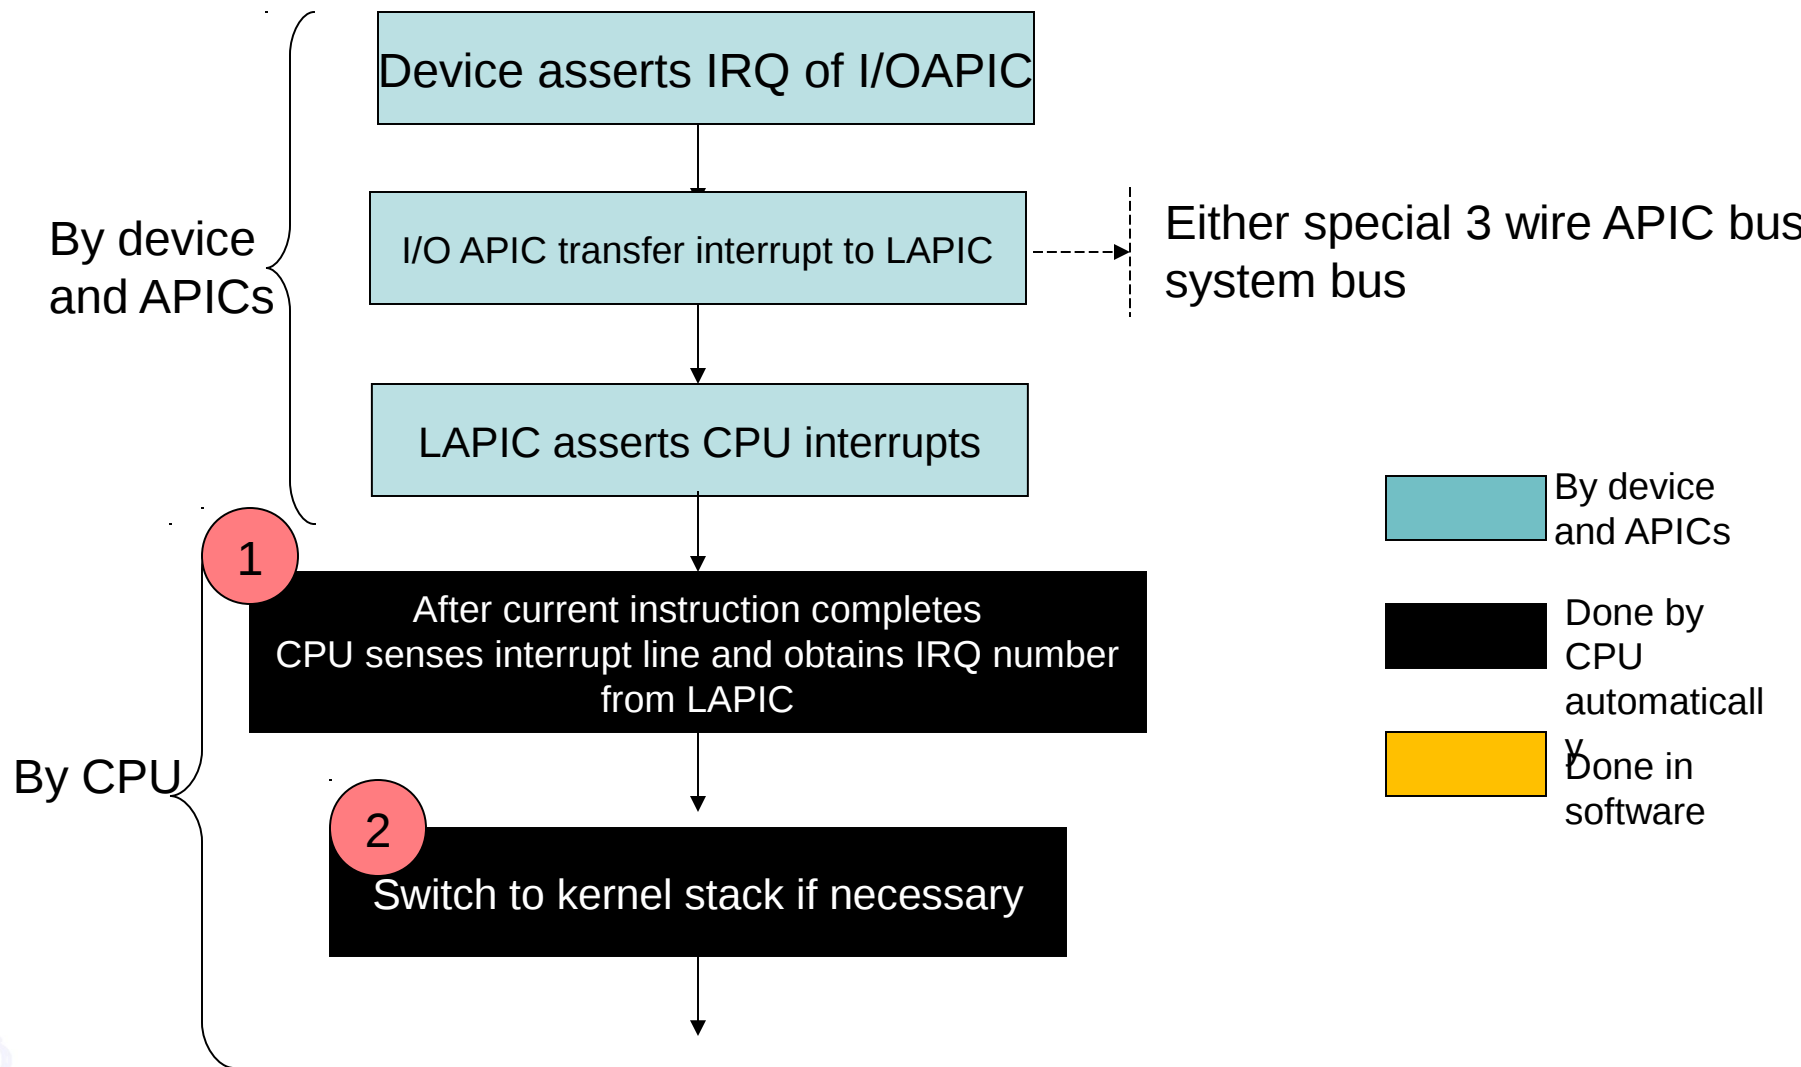 Device asserts IRQ of I/OAPIC
By device
and APICs
I/O APIC transfer interrupt to LAPIC
Either special 3 wire APIC bus
system bus
LAPIC asserts CPU interrupts
1
After current instruction completes
CPU senses interrupt line and obtains IRQ number
from LAPIC
By CPU
2
Switch to kernel stack if necessary
By device
and APICs
Done by
CPU
automaticall
y
Done in
software